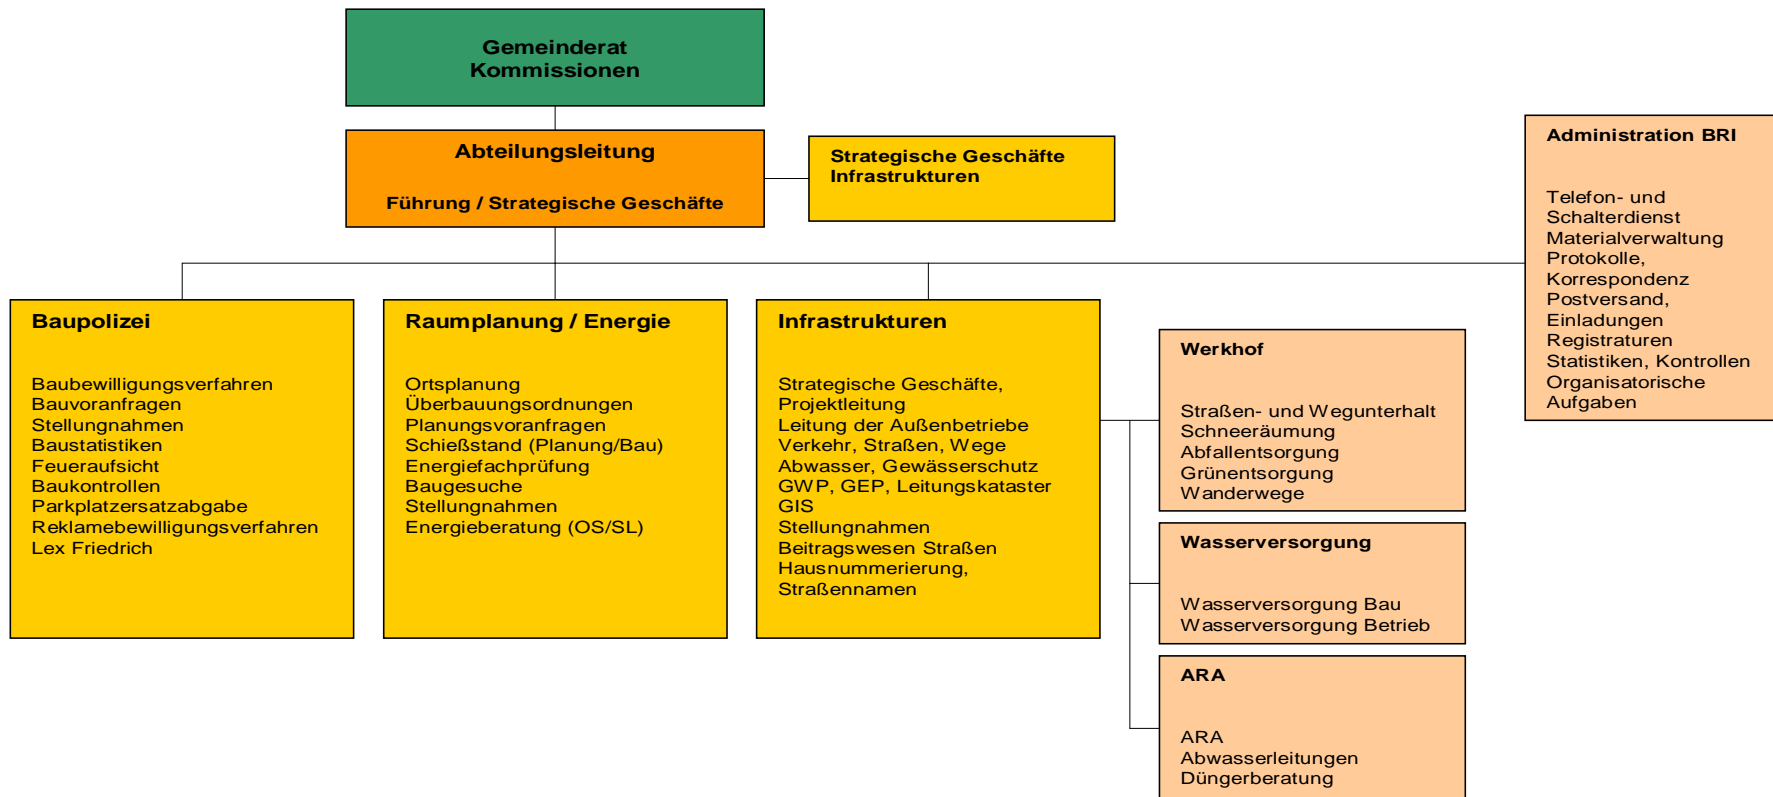 Gemeinderat
Kommissionen
Abteilungsleitung
Führung / Strategische Geschäfte
Strategische Geschäfte
Infrastrukturen
Administration BRI
Telefon- und
Schalterdienst
Materialverwaltung
Protokolle,
Korrespondenz
Postversand,
Einladungen
Registraturen
Statistiken, Kontrollen
Organisatorische
Aufgaben
Baupolizei
Baubewilligungsverfahren
Bauvoranfragen
Stellungnahmen
Baustatistiken
Feueraufsicht
Baukontrollen
Parkplatzersatzabgabe
Reklamebewilligungsverfahren
Lex Friedrich
Raumplanung / Energie
Ortsplanung
Überbauungsordnungen
Planungsvoranfragen
Schießstand (Planung/Bau)
Energiefachprüfung
Baugesuche
Stellungnahmen
Energieberatung (OS/SL)
Infrastrukturen
Strategische Geschäfte,
Projektleitung
Leitung der Außenbetriebe
Verkehr, Straßen, Wege
Abwasser, Gewässerschutz
GWP, GEP, Leitungskataster
GIS
Stellungnahmen
Beitragswesen Straßen
Hausnummerierung,
Straßennamen
Werkhof
Straßen- und Wegunterhalt
Schneeräumung
Abfallentsorgung
Grünentsorgung
Wanderwege
Wasserversorgung
Wasserversorgung Bau
Wasserversorgung Betrieb
ARA
ARA
Abwasserleitungen
Düngerberatung